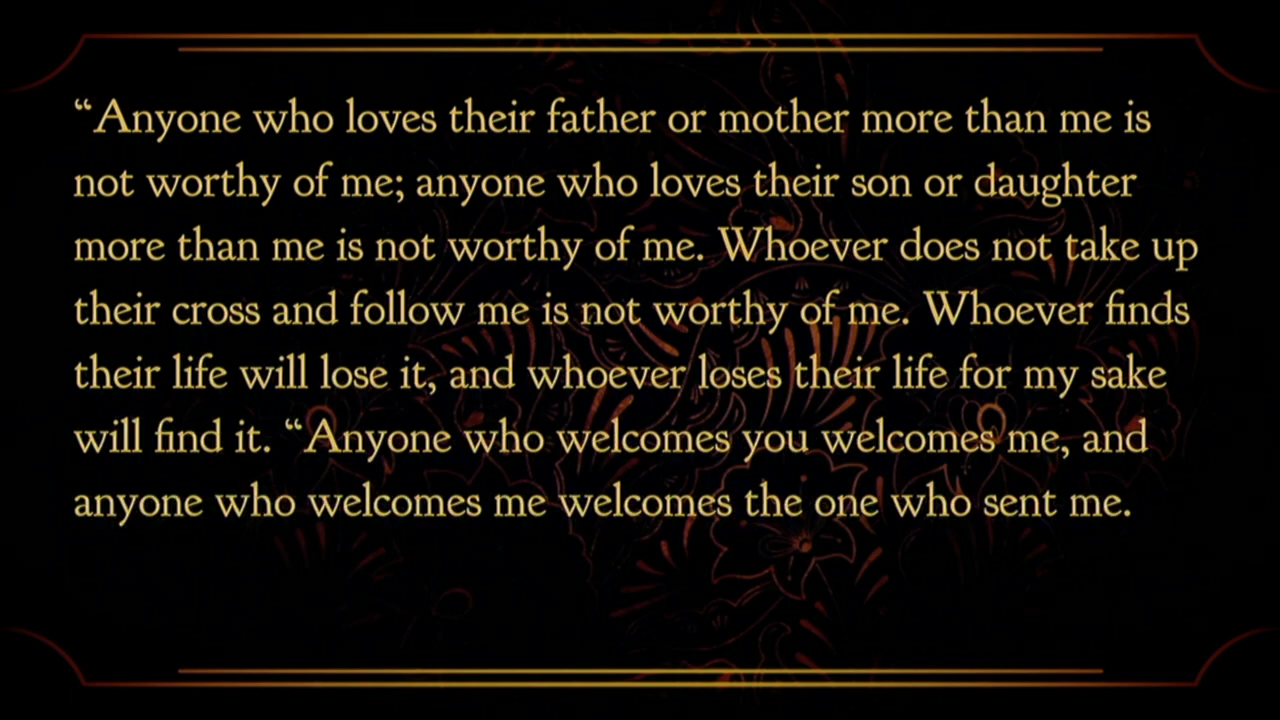 “Anyone who loves their father or mother more than me is
not worthy of me; anyone who loves their son or daughter
more than me is not worthy of me. Whoever does not take up
their cross and follow me is not worthy of me. Whoever finds
their life will lose it, and whoever loses their life for my sake
will find it. “Anyone who welcomes you welcomes me, and
anyone who welcomes me welcomes the one who sent me.